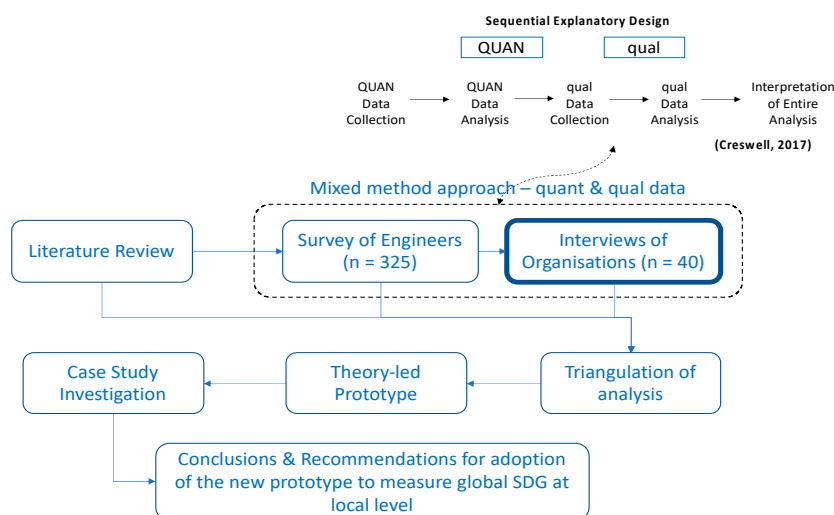 Sequential Explanatory Design
QUAN
qual
QUAN
Data
Collection
QUAN
Data
Analysis
qual
Data
Collection
qual
Data
Analysis
Interpretation
of Entire
Analysis
(Creswell, 2017)
Mixed method approach – quant & qual data
Literature Review
Survey of Engineers
(n = 325)
Interviews of
Organisations (n = 40)
Case Study
Investigation
Theory-led
Prototype
Triangulation of
analysis
Conclusions & Recommendations for adoption
of the new prototype to measure global SDG at
local level